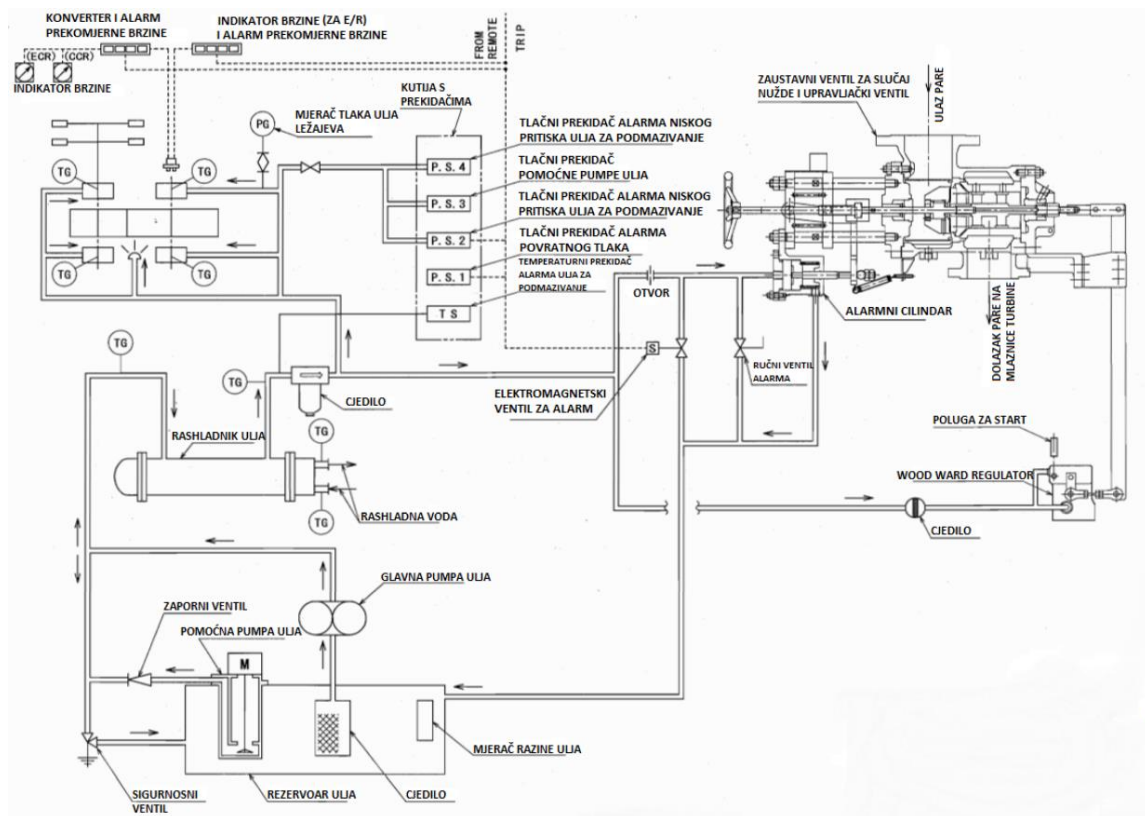 KONVERTER I ALARM
PREKOMJERNE BRZINE
INDIKATOR BRZINE (ZA E/R)
I ALARM PREKOMJERNE BRZINE
(ECR)
(CCR)
INDIKATOR BRZINE
FROM
REMOTE
TRIP
KUTIJA S
PREKIDAČIMA
MJERAČ TLAKA ULJA
LEŽAJEVA
PG
TLAČNI PREKIDAČ ALARMA NISKOG
PRITISKA ULJA ZA PODMAZIVANJE
TLAČNI PREKIDAČ
POMOĆNE PUMPE ULJA
TLAČNI PREKIDAČ ALARMA NISKOG
PRITISKA ULJA ZA PODMAZIVANJE
TLAČNI PREKIDAČ ALARMA
POVRATNOG TLAKA
TEMPERATURNI PREKIDAČ
ALARMA ULJA ZA
PODMAZIVANJE
P.S.4
P.S.3
P.S.2
P.S.1
TS
TG
TG
TG
TG
ZAUSTAVNI VENTIL ZA SLUČAJ
NUŽDE I UPRAVLJAČKI VENTIL
ULAZ PARE
OTVOR
ALARMNI CILINDAR
DOLAZAK PARE NA
MLAZNICE TURBINE
S
ELEKTROMAGNETSKI
VENTIL ZA ALARM
RUČNI VENTIL
ALARMA
TG
TG
CJEDILO
RASHLADNIK ULJA
TG
TG
RASHLADNA VODA
POLUGA ZA START
WOOD WARD REGULATOR
CJEDILO
GLAVNA PUMPA ULJA
ZAPORNI VENTIL
POMOĆNA PUMPA ULJA
M
MJERAČ RAZINE ULJA
SIGURNOSNI
VENTIL
REZERVOAR ULJA
CJEDILO